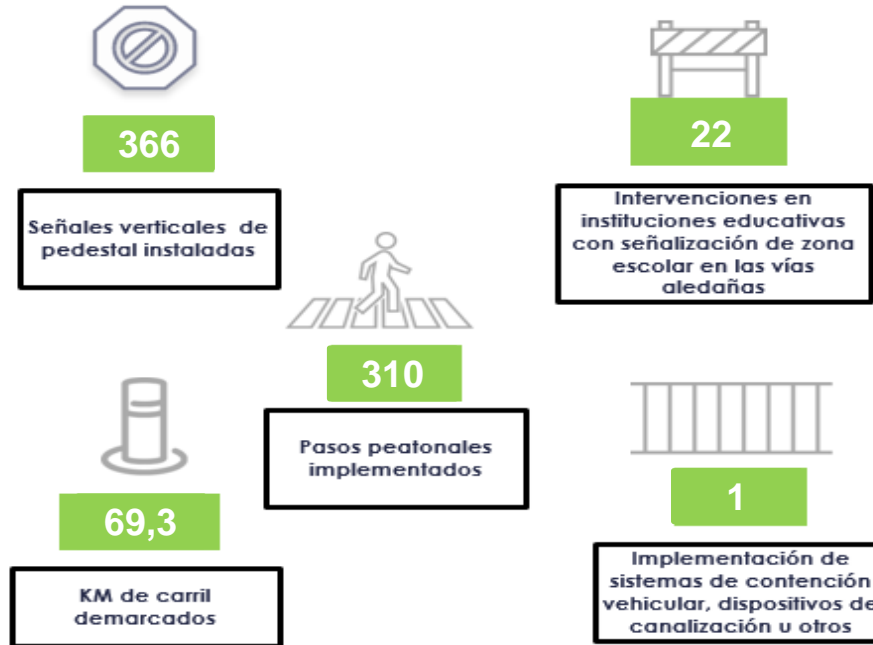 366
Señales verticales de
pedestal instaladas
22
Intervenciones en
instituciones educativas
con señalización de zona
escolar en las vías
aledañas
310
Pasos peatonales
implementados
69,3
KM de carril
demarcados
1
Implementación de
sistemas de contención
vehicular, dispositivos de
canalización u otros